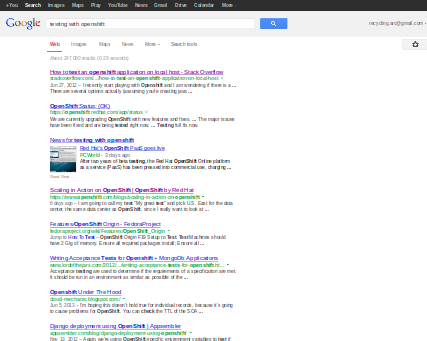 +You Search Images Maps Play YouTube News Gmail Drive Calendar More
Google testing with openshift
Web Images Maps News More Search tools
About 247,000 results (0.29 seconds)
How to test an openshift application on local host - Stack Overflow
stackoverflow.com/.../how-to-test-an-openshift-application-on-local-host
Jun 27, 2012 – I recently start playing with Openshift and I am wondering if there is a ...
There are several options actually (assuming you're creating java ...
OpenShift Status: (OK)
https://openshift.redhat.com/app/status
We are currently upgrading OpenShift with new features and fixes. ... The major issues
have been fixed and are being tested right now. ... Testing full fix now.
News for testing with openshift
Red Hat's OpenShift PaaS goes live
PCWorld - 3 days ago
After two years of beta testing, the Red Hat OpenShift Online platform
as a service (PaaS) has been pressed into commercial use, charging ...
Scaling in Action on OpenShift | OpenShift by Red Hat
https://www.openshift.com/blogs/scaling-in-action-on-openshift
6 days ago – I am going to call my test "My great test" and pick U.S. East for the data
center, the same data center as OpenShift, since I really want to look at ...
Features/OpenShift Origin - FedoraProject
fedoraproject.org/wiki/Features/OpenShift_Origin
Jump to How To Test – OpenShift Origin F19 Setup to Test. Test Machines should
have 2 Gig of memory. Ensure all required packages install; Ensure all ...
Writing Acceptance Tests for Openshift + MongoDb Applications
www.lordofthejars.com/2013/.../writing-acceptance-tests-for-openshift.ht...
Acceptance testing are used to determine if the requirements of a specification are met.
It should be run in an environment as similar as possible of the ...
Openshift Under The Hood
cloud-mechanic.blogspot.com/
Jun 5, 2013 – I'm hoping this doesn't hold true for individual records, because it's going
to cause problems for OpenShift. You can check the TTL of the SOA ...
Django deployment using OpenShift | Appsembler
appsembler.com/blog/django-deployment-using-openshift/
Nov 13, 2012 – Again, we're using OpenShift-specific environment variables to test if